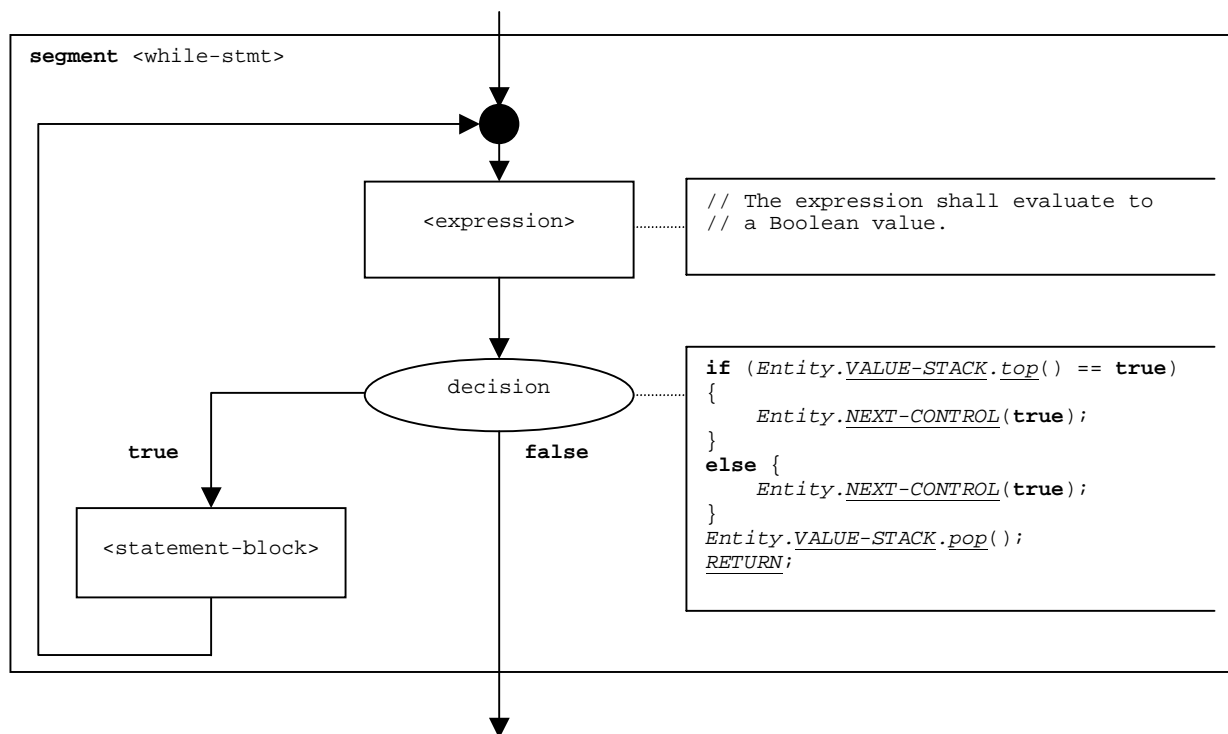 segment <while-stmt>
<expression>
// The expression shall evaluate to
// a Boolean value.
decision
true
false
if (Entity.VALUE-STACK.top() == true)
{
Entity.NEXT-CONTROL(true);
}
else {
Entity.NEXT-CONTROL(true);
}
Entity.VALUE-STACK.pop();
RETURN;
<statement-block>